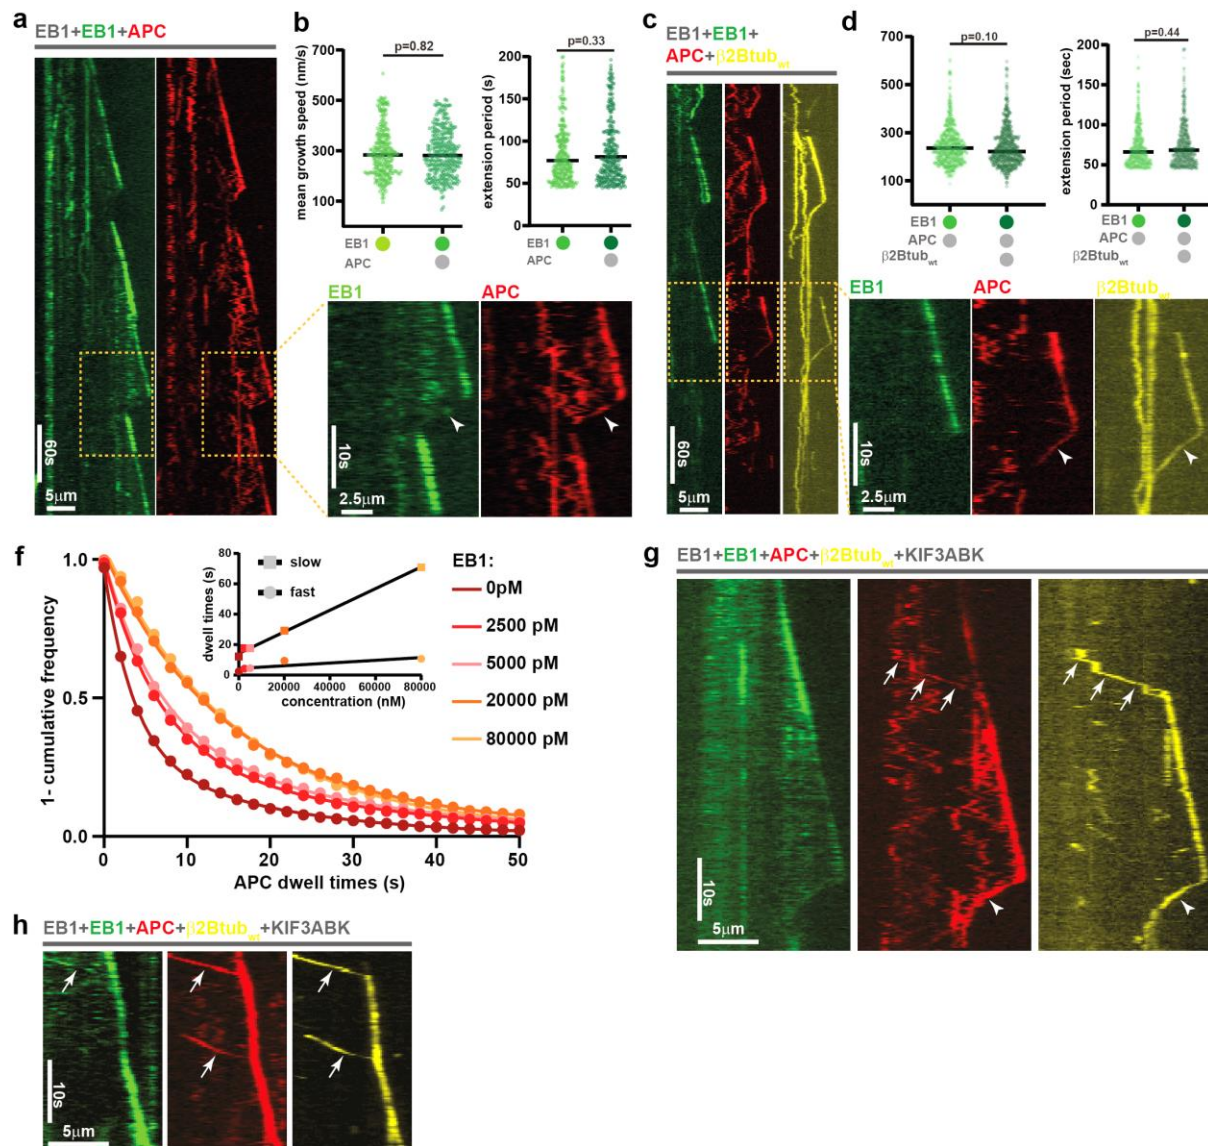 a
EB1+EB1+APC
60s
5μm
b
p=0.82
mean growth speed (nm/s)
700
500
300
100
EB1
APC
p=0.33
extension period (s)
200
150
100
50
0
EB1
APC
EB1
APC
10s
2.5μm
c
EB1+EB1+
APC+β2Btub_wt
60s
5μm
d
p=0.10
700
500
300
100
EB1
APC
β2Btub_wt
p=0.44
extension period (sec)
200
150
100
50
0
EB1
APC
β2Btub_wt
EB1
APC
β2Btub_wt
10s
2.5μm
f
1- cumulative frequency
1.0
0.5
0.0
0 10 20 30 40 50
APC dwell times (s)
dwell times (s)
80
60
40
20
0
0 20000 40000 60000 80000
concentration (nM)
slow
fast
EB1:
0pM
2500 pM
5000 pM
20000 pM
80000 pM
g
EB1+EB1+APC+β2Btub_wt+KIF3ABK
10s
5μm
h
EB1+EB1+APC+β2Btub_wt+KIF3ABK
10s
5μm